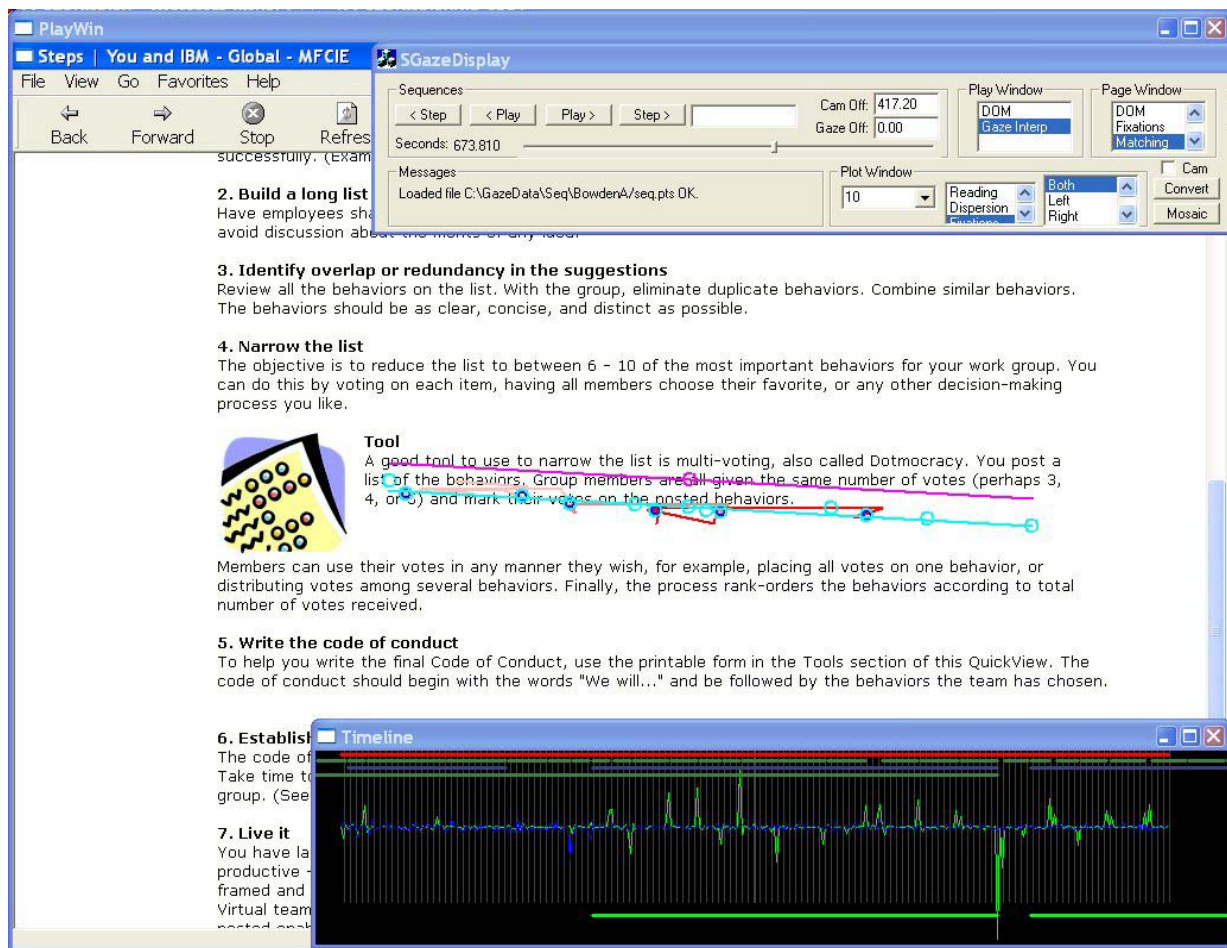 PlayWin
Steps | You and IBM - Global - MFCIE
File View Go Favorites Help
Back Forward Stop Refres
SGazeDisplay
Sequences
< Step < Play Play > Step >
Cam Off: 417.20
Gaze Off: 0.00
Seconds: 673.810
Play Window
DOM
Gaze Interp
Page Window
DOM
Fixations
Matching
Messages
Loaded file C:\GazeData\Seq\BowdenA/seq.pts OK.
Plot Window
10
Reading
Dispersion
Fixations
Both
Left
Right
Cam
Convert
Mosaic
successfully. (Exam
2. Build a long list
Have employees sha
avoid discussion about the merits of any idea.
3. Identify overlap or redundancy in the suggestions
Review all the behaviors on the list. With the group, eliminate duplicate behaviors. Combine similar behaviors.
The behaviors should be as clear, concise, and distinct as possible.
4. Narrow the list
The objective is to reduce the list to between 6 - 10 of the most important behaviors for your work group. You
can do this by voting on each item, having all members choose their favorite, or any other decision-making
process you like.
Tool
A good tool to use to narrow the list is multi-voting, also called Dotmocracy. You post a
list of the behaviors. Group members are all given the same number of votes (perhaps 3,
4, or ) and mark their votes on the posted behaviors.
Members can use their votes in any manner they wish, for example, placing all votes on one behavior, or
distributing votes among several behaviors. Finally, the process rank-orders the behaviors according to total
number of votes received.
5. Write the code of conduct
To help you write the final Code of Conduct, use the printable form in the Tools section of this QuickView. The
code of conduct should begin with the words "We will..." and be followed by the behaviors the team has chosen.
6. Establish
The code of
Take time to
group. (See
7. Live it
You have la
productive -
framed and
Virtual team
Timeline